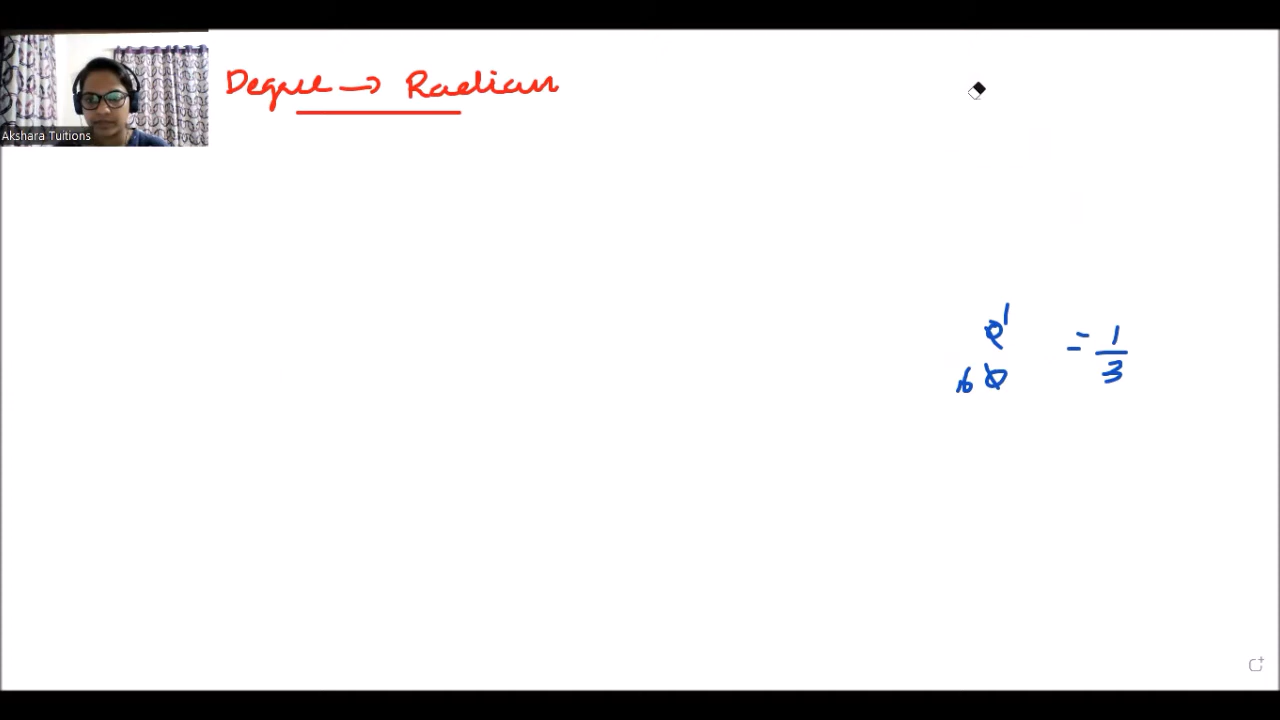 Degree → Radian
Akshara Tuitions
= 1/3